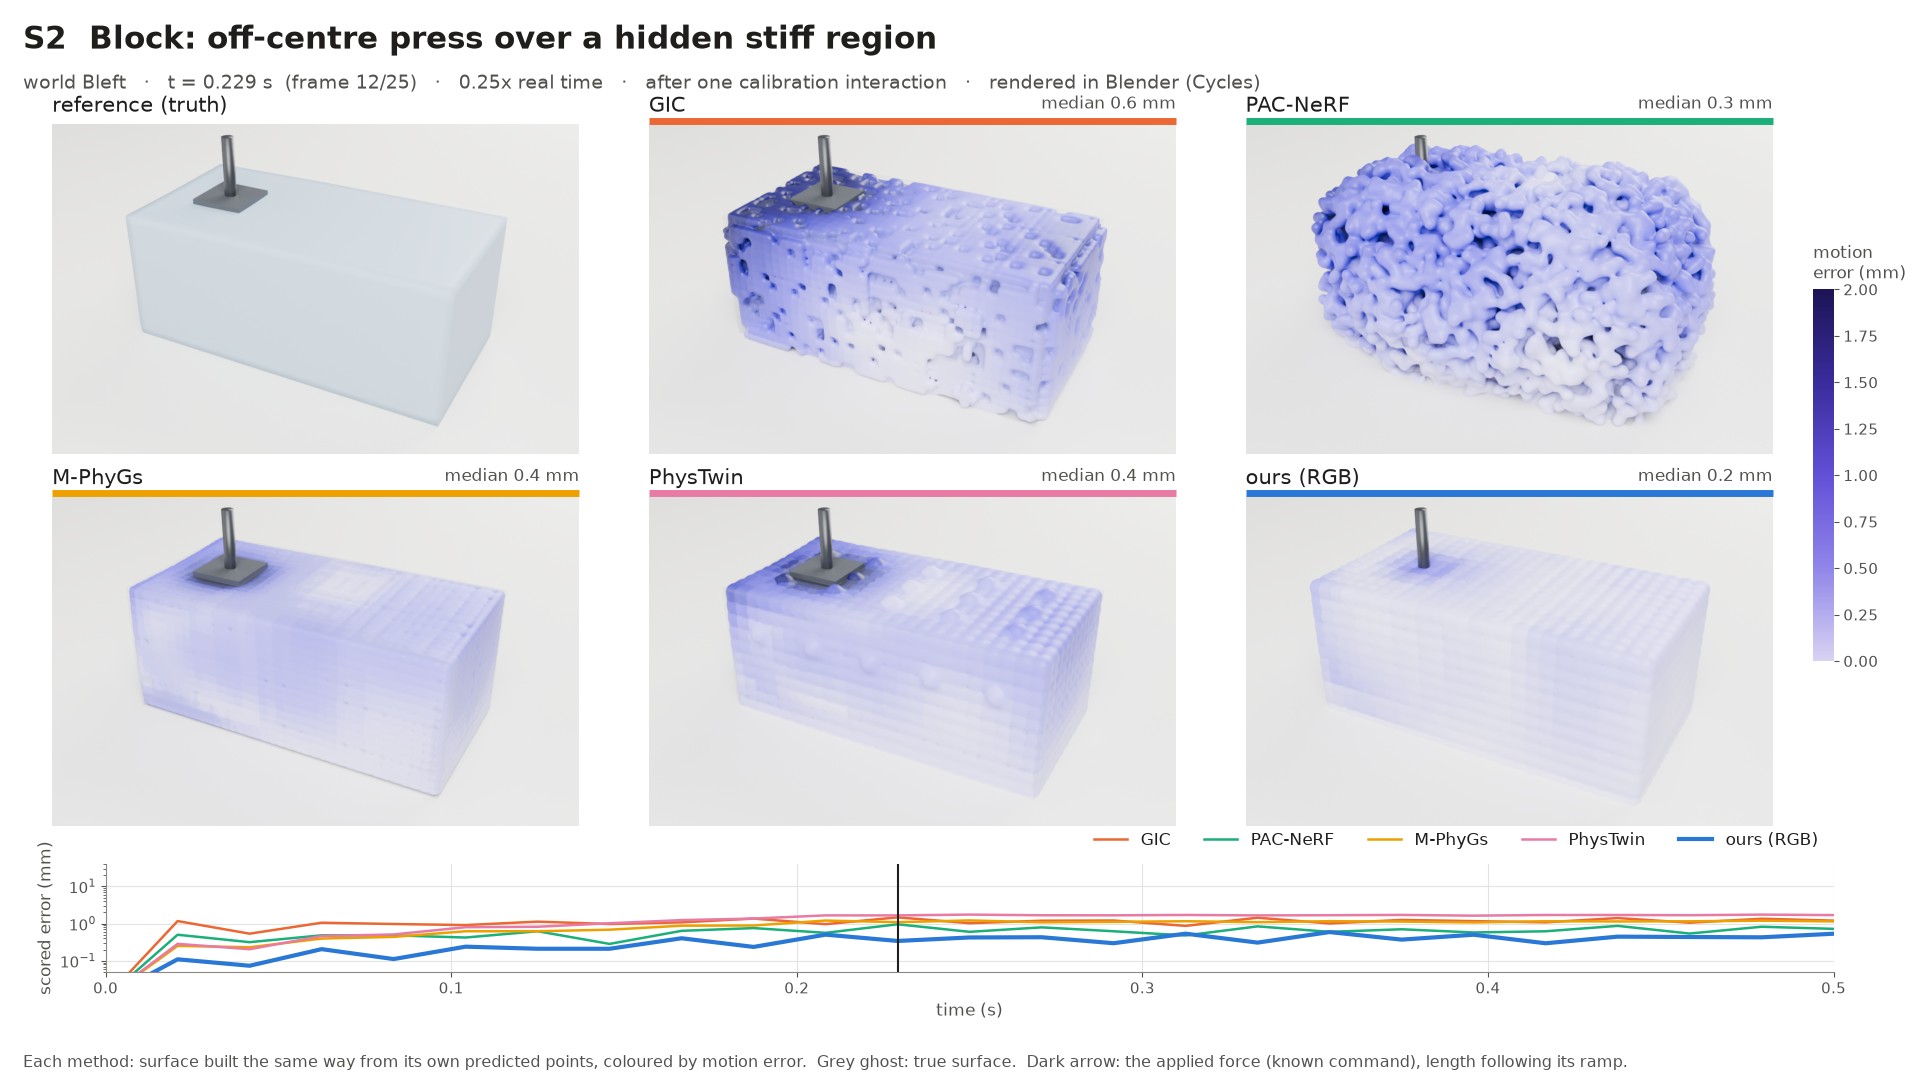 S2  Block: off-centre press over a hidden stiff region
world Bleft  ·  t = 0.229 s  (frame 12/25)  ·  0.25x real time  ·  after one calibration interaction  ·  rendered in Blender (Cycles)
reference (truth)
GIC
median 0.6 mm
PAC-NeRF
median 0.3 mm
motion
error (mm)
2.00
1.75
1.50
1.25
1.00
0.75
0.50
0.25
0.00
M-PhyGs
median 0.4 mm
PhysTwin
median 0.4 mm
ours (RGB)
median 0.2 mm
GIC
PAC-NeRF
M-PhyGs
PhysTwin
ours (RGB)
scored error (mm)
10¹
10⁰
10⁻¹
0.0
0.1
0.2
0.3
0.4
0.5
time (s)
Each method: surface built the same way from its own predicted points, coloured by motion error.  Grey ghost: true surface.  Dark arrow: the applied force (known command), length following its ramp.